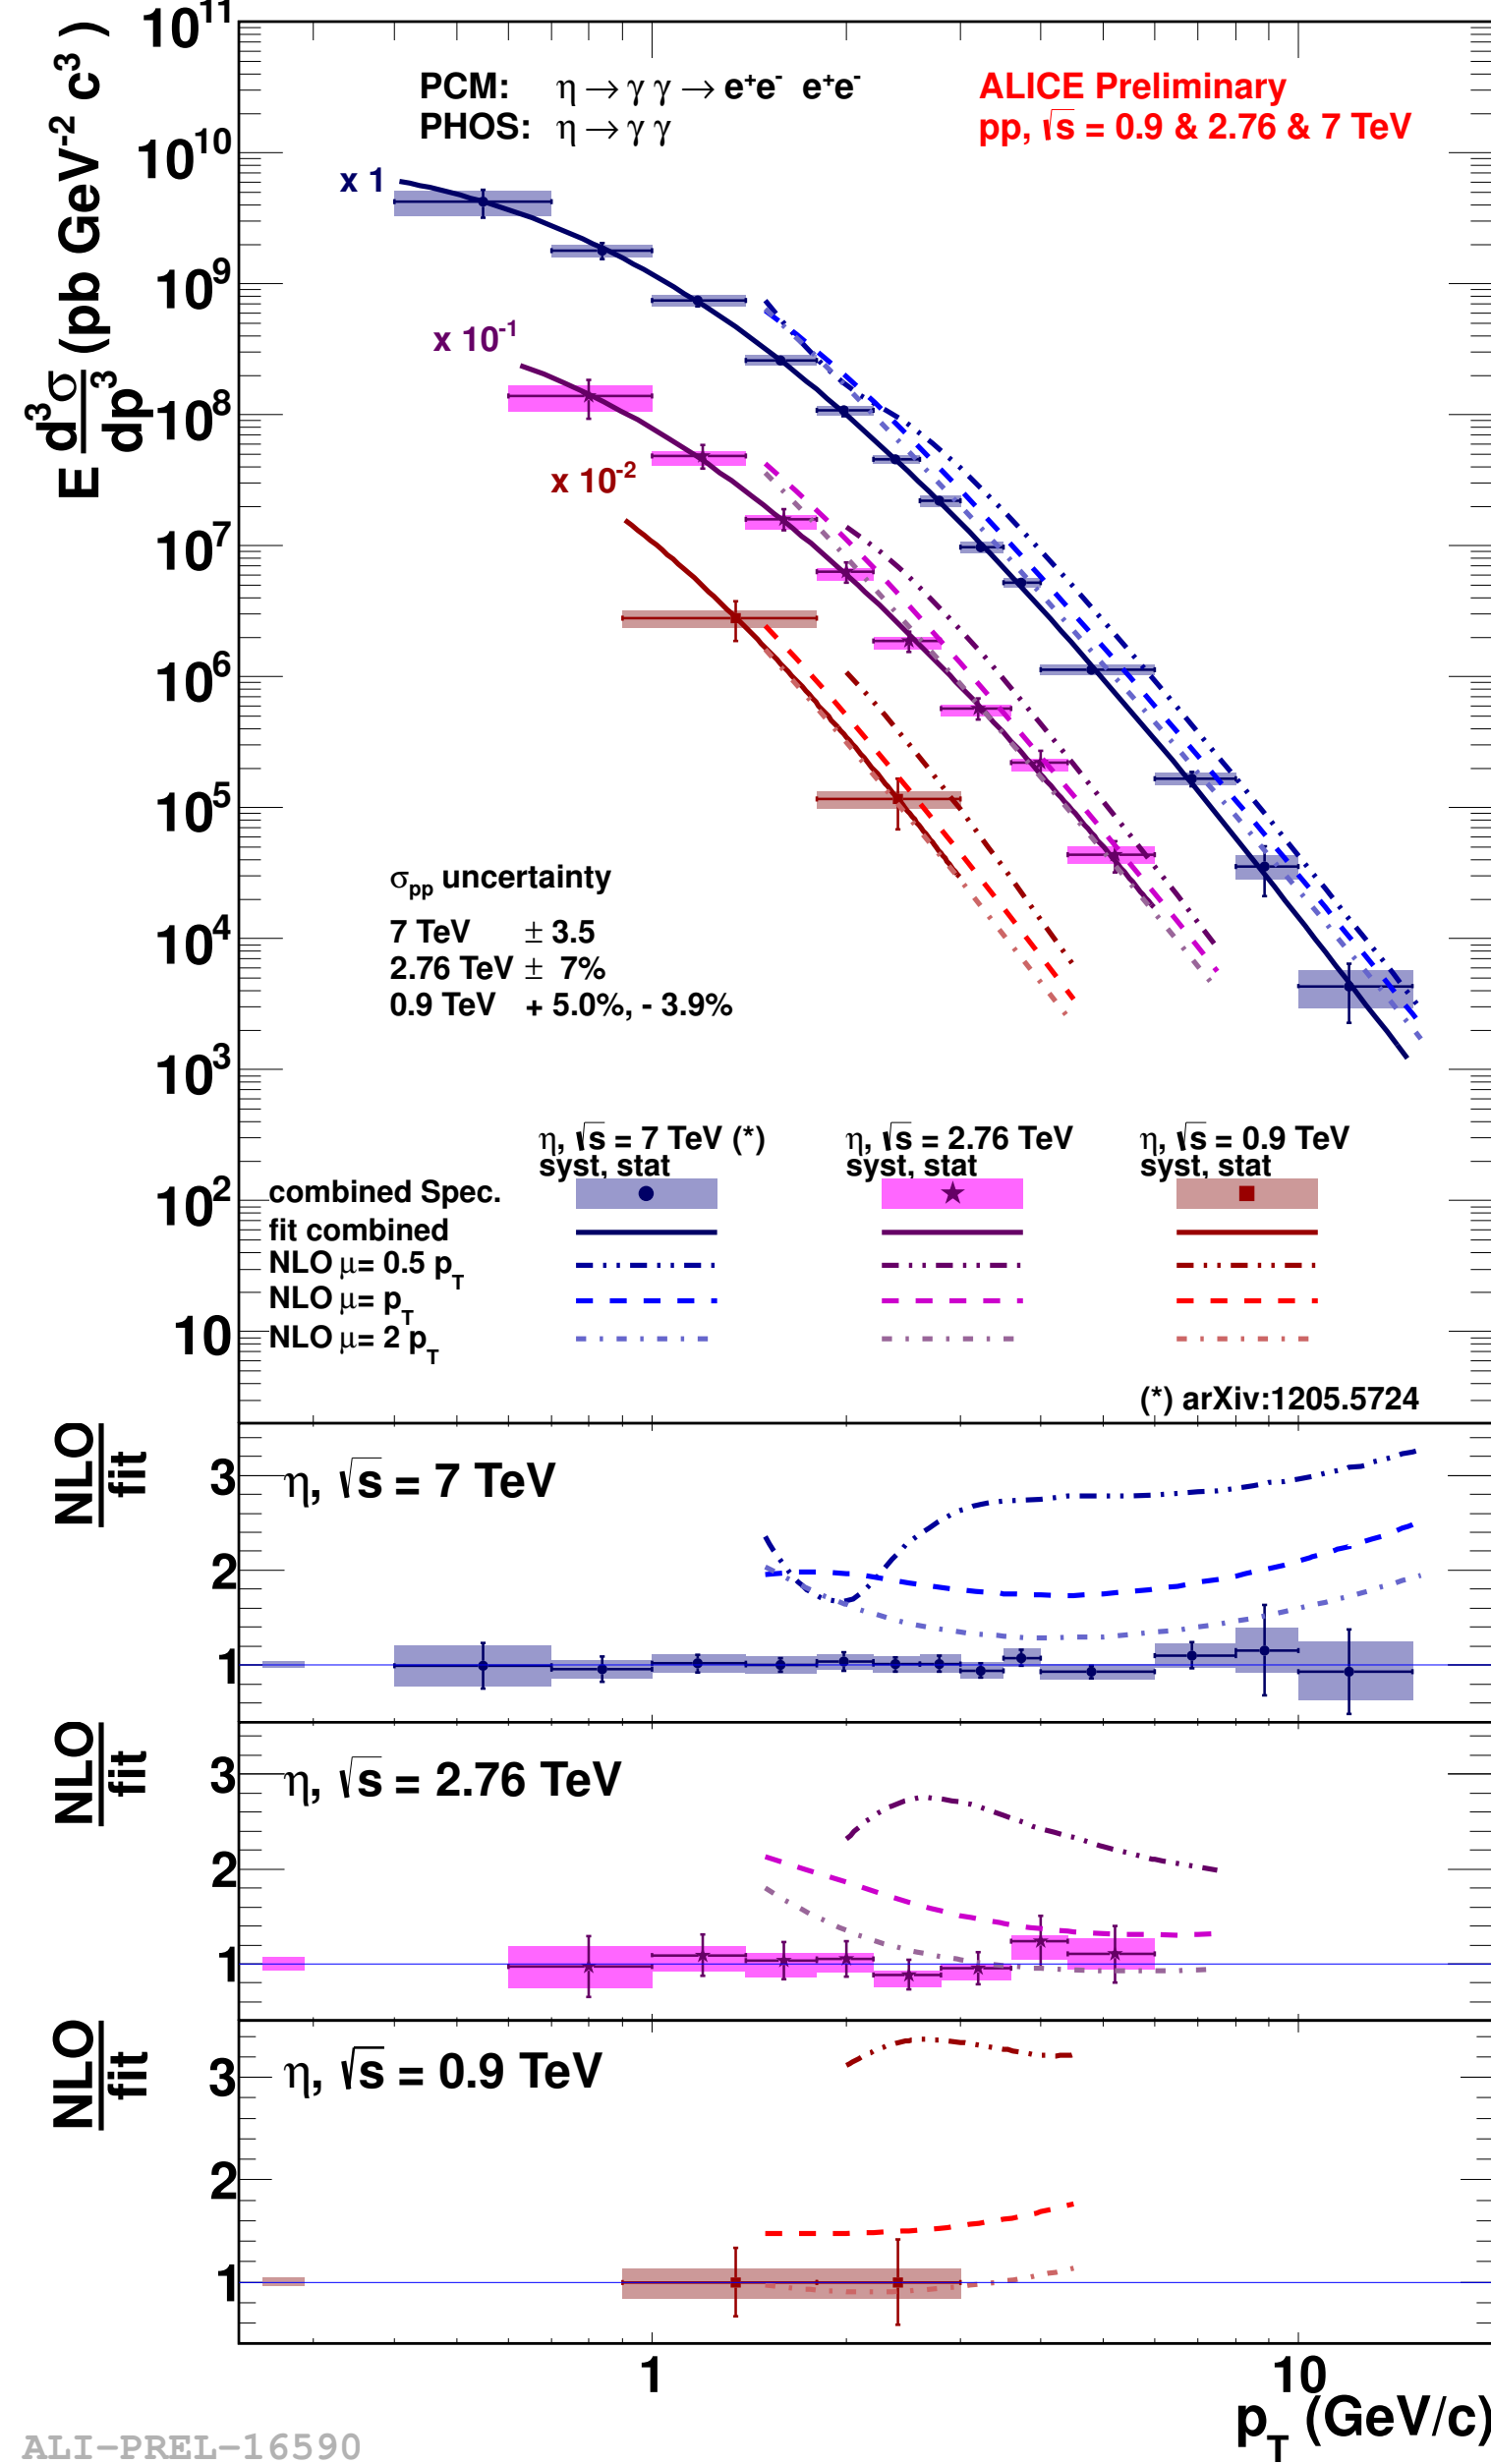 10¹¹
10¹⁰
10⁹
10⁸
10⁷
10⁶
10⁵
10⁴
10³
10²
10
E d³σ/dp³ (pb GeV⁻² c³)
PCM: η → γ γ → e⁺e⁻ e⁺e⁻
PHOS: η → γ γ
ALICE Preliminary
pp, √s = 0.9 & 2.76 & 7 TeV
x 1
x 10⁻¹
x 10⁻²
σpp uncertainty
7 TeV ± 3.5
2.76 TeV ± 7%
0.9 TeV + 5.0%, - 3.9%
η, √s = 7 TeV (*) η, √s = 2.76 TeV η, √s = 0.9 TeV
syst, stat syst, stat syst, stat
combined Spec.
fit combined
NLO μ= 0.5 pT
NLO μ= pT
NLO μ= 2 pT
(*) arXiv:1205.5724
NLO/fit
3
2
1
η, √s = 7 TeV
NLO/fit
3
2
1
η, √s = 2.76 TeV
NLO/fit
3
2
1
η, √s = 0.9 TeV
1 10
pT (GeV/c)
ALI-PREL-16590